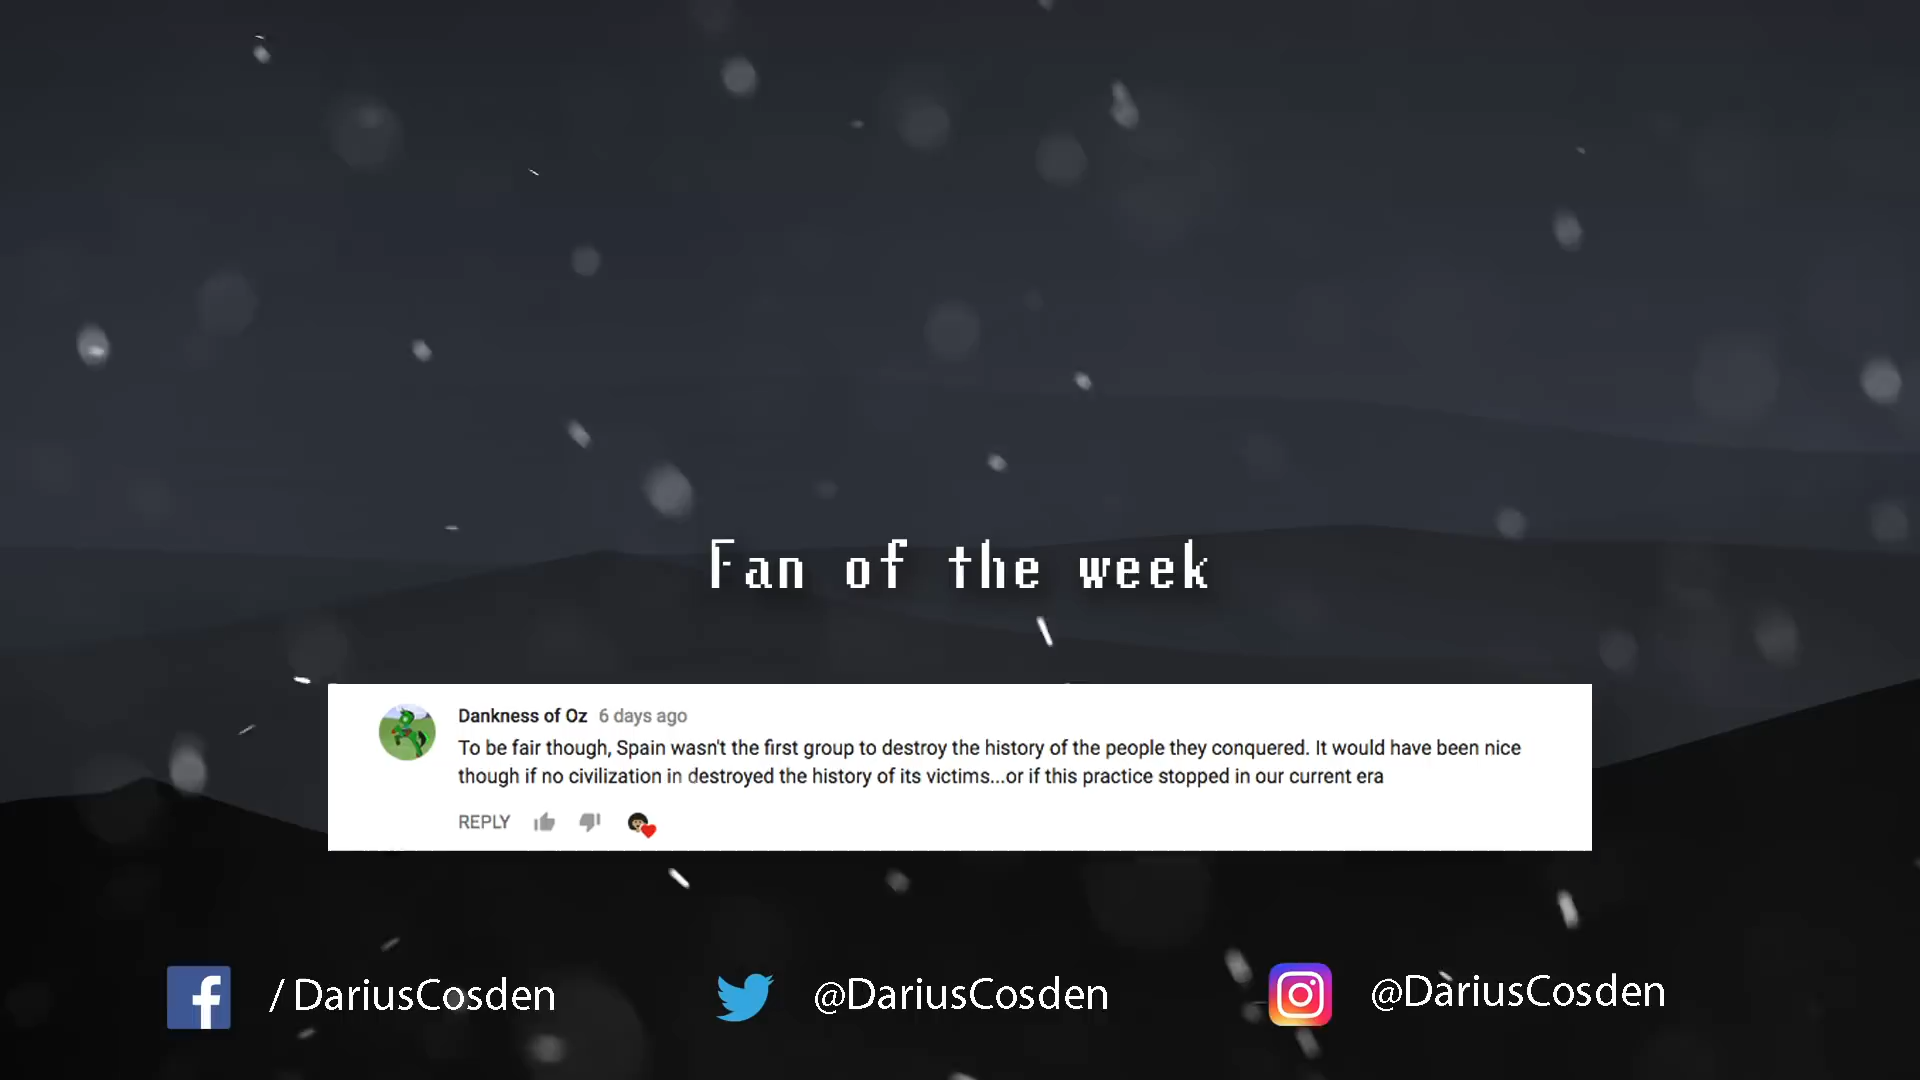 Fan of the week
Dankness of Oz 6 days ago
To be fair though, Spain wasn't the first group to destroy the history of the people they conquered. It would have been nice
though if no civilization in destroyed the history of its victims...or if this practice stopped in our current era
REPLY
/DariusCosden @DariusCosden @DariusCosden